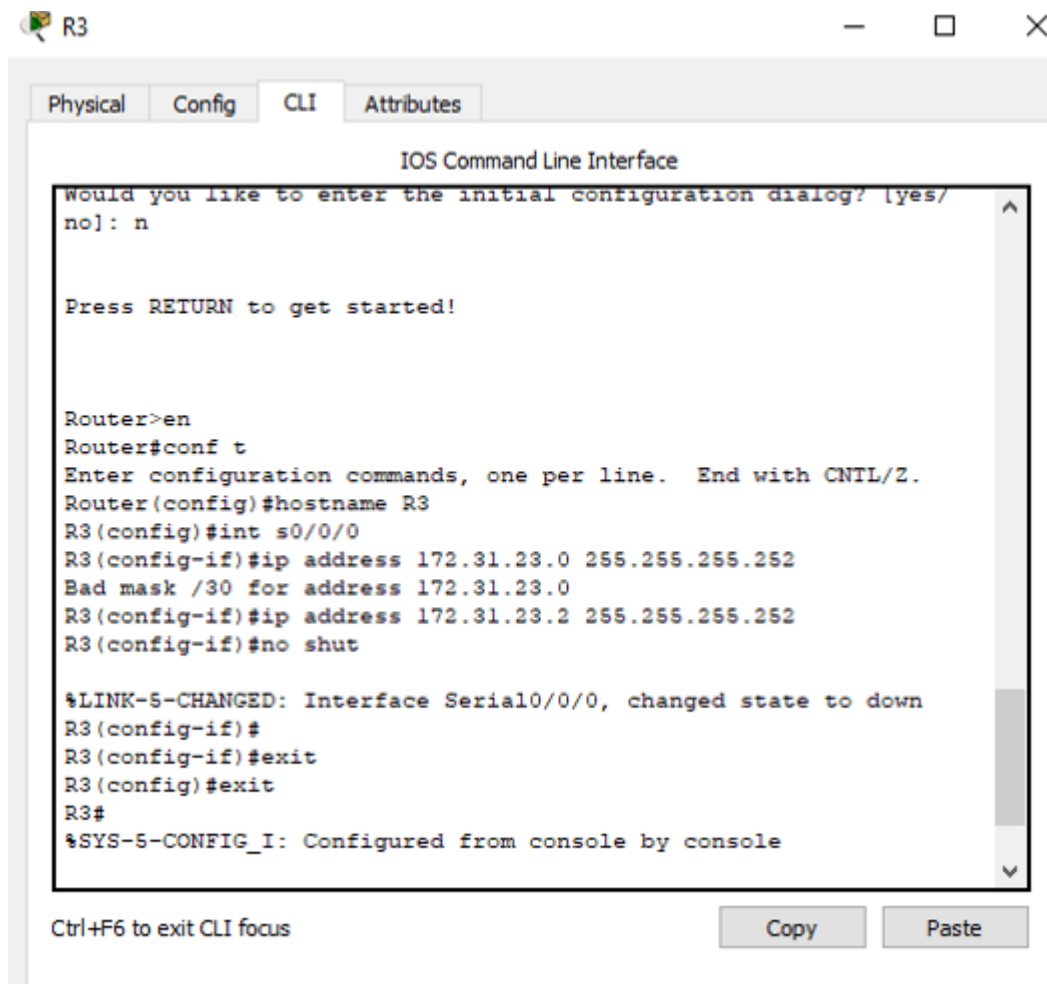 R3
Physical Config CLI Attributes
IOS Command Line Interface
Would you like to enter the initial configuration dialog? [yes/
no]: n
Press RETURN to get started!
Router>en
Router#conf t
Enter configuration commands, one per line.  End with CNTL/Z.
Router(config)#hostname R3
R3(config)#int s0/0/0
R3(config-if)#ip address 172.31.23.0 255.255.255.252
Bad mask /30 for address 172.31.23.0
R3(config-if)#ip address 172.31.23.2 255.255.255.252
R3(config-if)#no shut
%LINK-5-CHANGED: Interface Serial0/0/0, changed state to down
R3(config-if)#
R3(config-if)#exit
R3(config)#exit
R3#
%SYS-5-CONFIG_I: Configured from console by console
Ctrl+F6 to exit CLI focus
Copy Paste